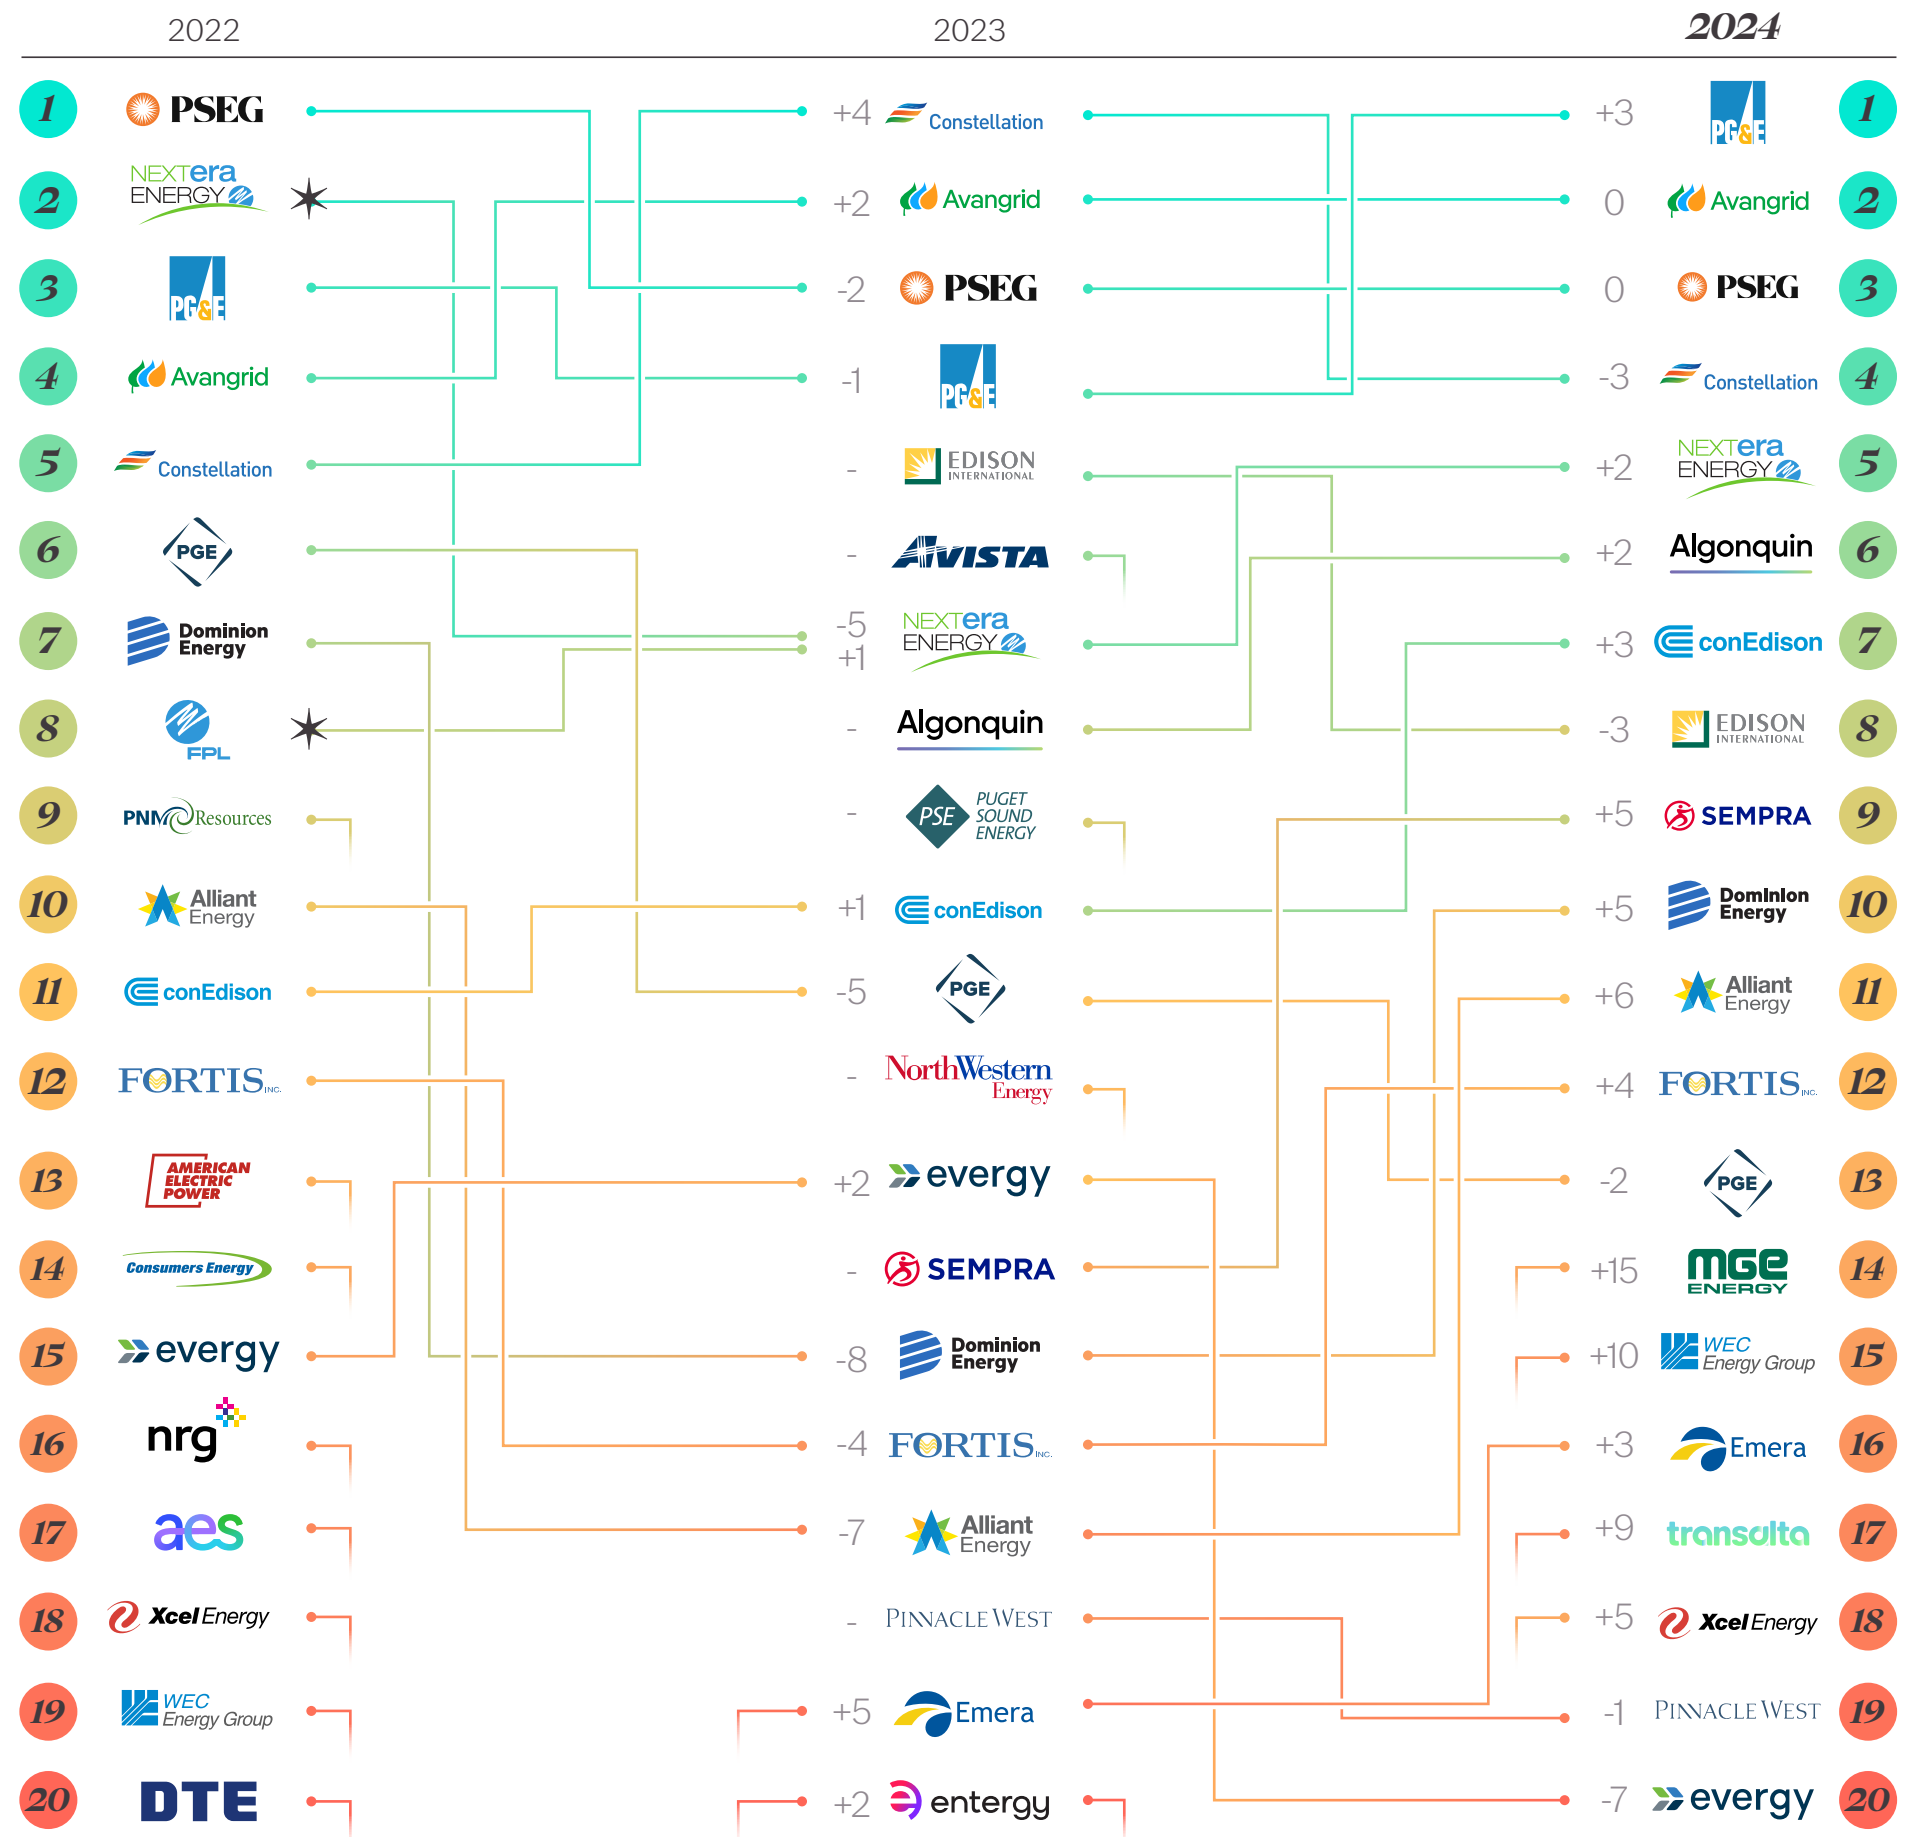 2022 2023 2024
1 PSEG +4 Constellation +3 PG&E 1
2 NEXTera ENERGY +2 Avangrid 0 Avangrid 2
3 PG&E -2 PSEG 0 PSEG 3
4 Avangrid -1 PG&E -3 Constellation 4
5 Constellation - EDISON INTERNATIONAL +2 NEXTera ENERGY 5
6 PGE - AVISTA +2 Algonquin 6
7 Dominion Energy -5 +1 NEXTera ENERGY +3 conEdison 7
8 FPL - Algonquin -3 EDISON INTERNATIONAL 8
9 PNM Resources - PSE PUGET SOUND ENERGY +5 SEMPRA 9
10 Alliant Energy +1 conEdison +5 Dominion Energy 10
11 conEdison -5 PGE +6 Alliant Energy 11
12 FORTIS INC. - NorthWestern Energy +4 FORTIS INC. 12
13 AMERICAN ELECTRIC POWER +2 evergy -2 PGE 13
14 Consumers Energy - SEMPRA +15 MGE ENERGY 14
15 evergy -8 Dominion Energy +10 WEC Energy Group 15
16 nrg -4 FORTIS INC. +3 Emera 16
17 aes -7 Alliant Energy +9 transalta 17
18 Xcel Energy - PINNACLE WEST +5 Xcel Energy 18
19 WEC Energy Group +5 Emera -1 PINNACLE WEST 19
20 DTE +2 entergy -7 evergy 20